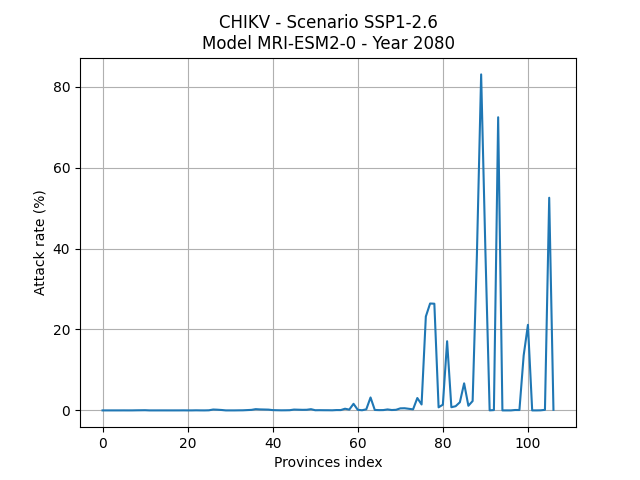 CHIKV - Scenario SSP1-2.6
Model MRI-ESM2-0 - Year 2080
Attack rate (%)
80
60
40
20
0
0 20 40 60 80 100
Provinces index